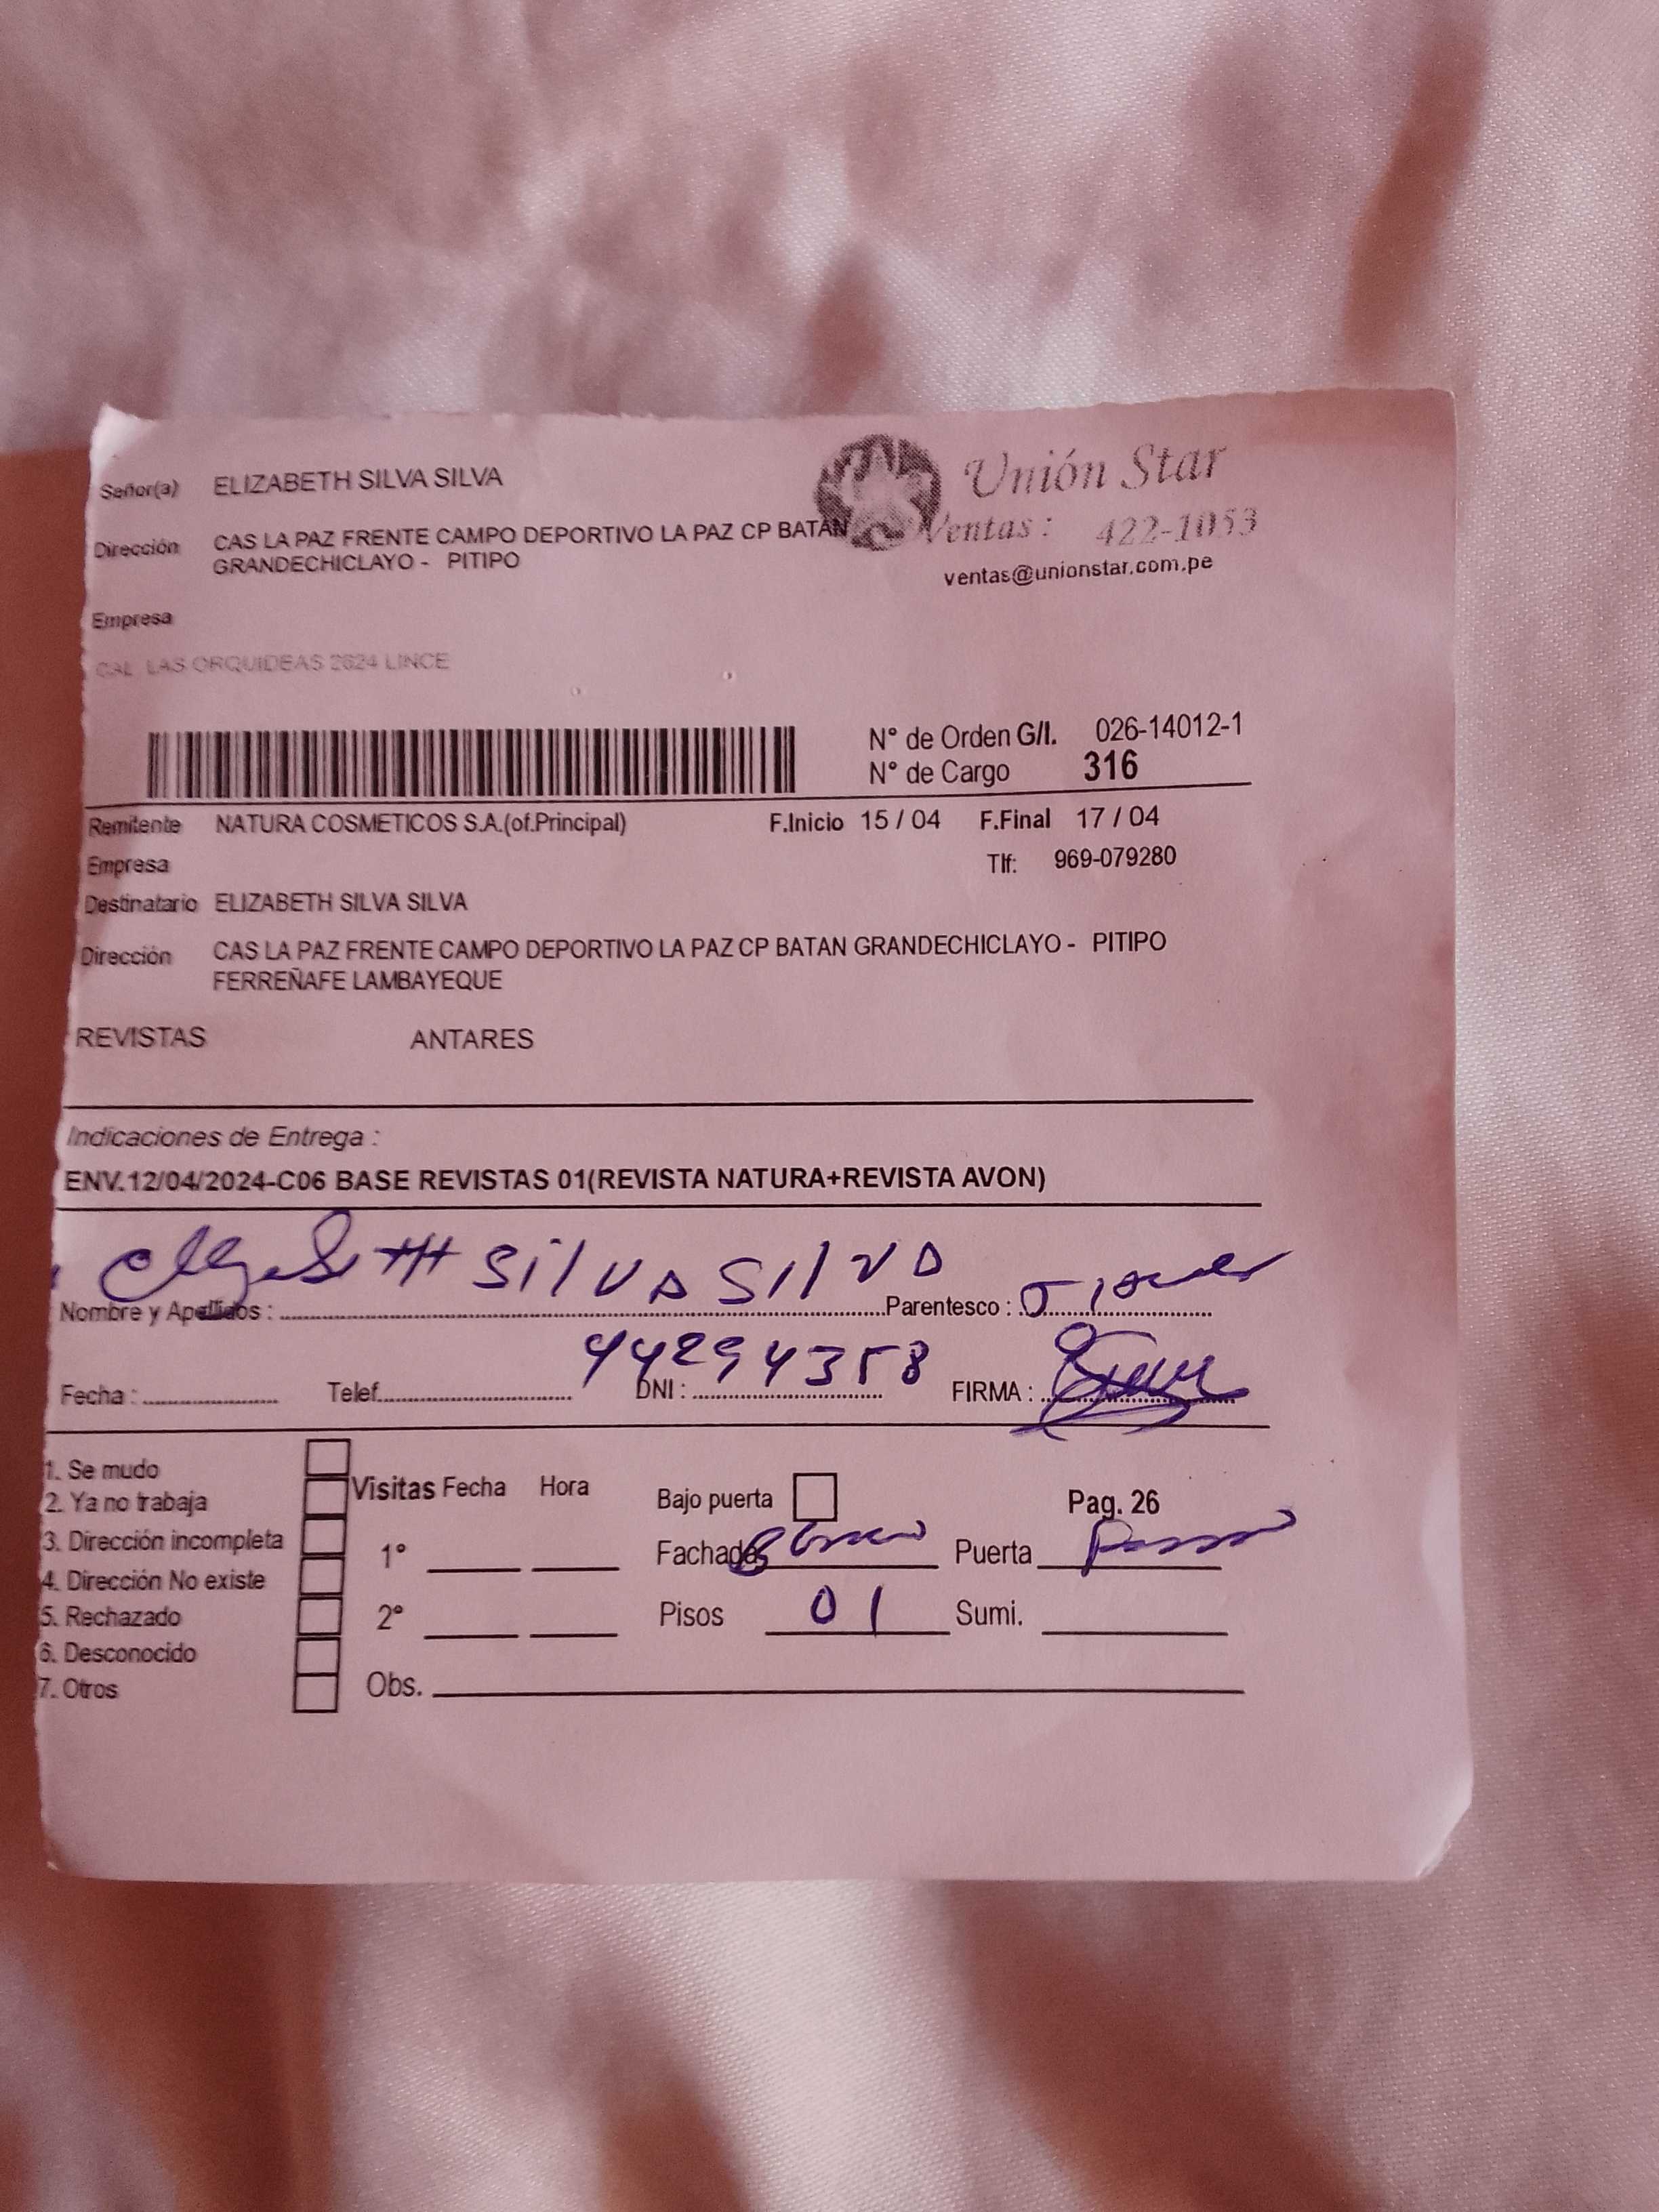 Señor(a) ELIZABETH SILVA SILVA
Unión Star
Dirección CAS LA PAZ FRENTE CAMPO DEPORTIVO LA PAZ CP BATAN
GRANDECHICLAYO - PITIPO
Ventas : 422-1053
ventas@unionstar.com.pe
Empresa
CAL LAS ORQUIDEAS 2624 LINCE
N° de Orden G/I. 026-14012-1
N° de Cargo 316
Remitente NATURA COSMETICOS S.A.(of.Principal) F.Inicio 15 / 04 F.Final 17 / 04
Empresa Tlf: 969-079280
Destinatario ELIZABETH SILVA SILVA
Dirección CAS LA PAZ FRENTE CAMPO DEPORTIVO LA PAZ CP BATAN GRANDECHICLAYO - PITIPO
FERREÑAFE LAMBAYEQUE
REVISTAS ANTARES
Indicaciones de Entrega :
ENV.12/04/2024-C06 BASE REVISTAS 01(REVISTA NATURA+REVISTA AVON)
Silva Silva
Nombre y Apellidos : Parentesco :
Fecha : Telef. DNI : 44294358 FIRMA :
1. Se mudo
2. Ya no trabaja
3. Dirección incompleta
4. Dirección No existe
5. Rechazado
6. Desconocido
7. Otros
Visitas Fecha Hora
1°
2°
Obs.
Bajo puerta Pag. 26
Fachada Puerta
Pisos 01 Sumi.